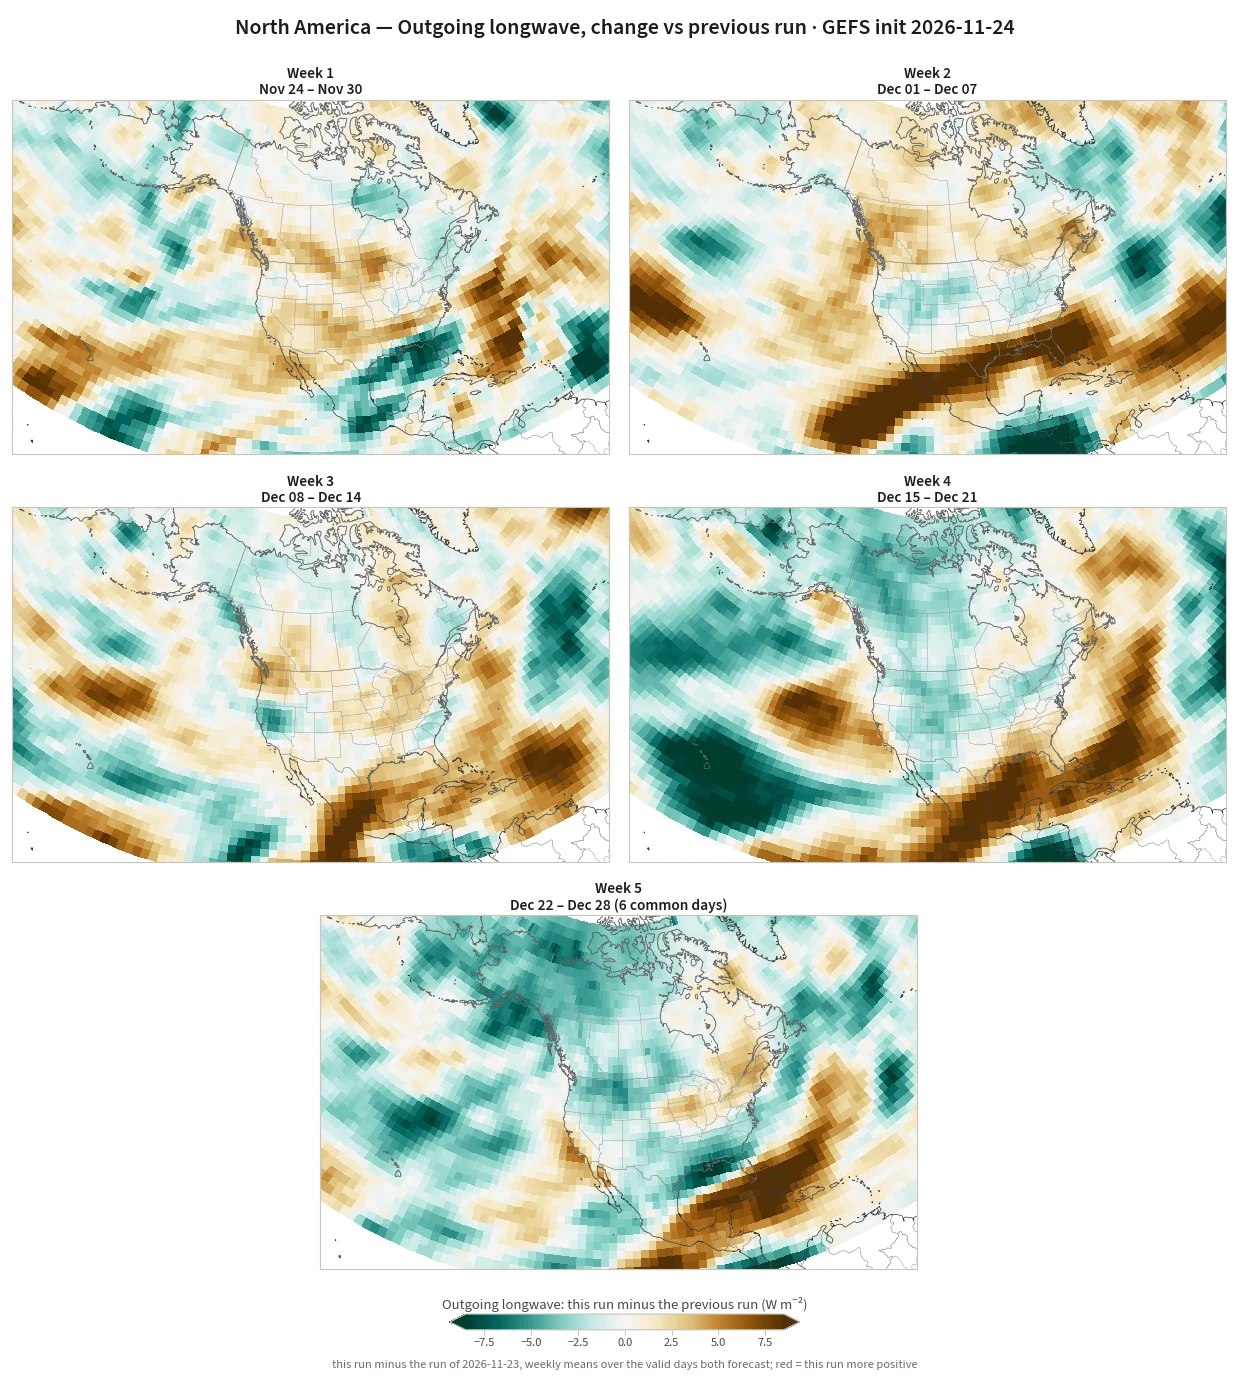 North America — Outgoing longwave, change vs previous run · GEFS init 2026-11-24
Week 1
Nov 24 – Nov 30
Week 2
Dec 01 – Dec 07
Week 3
Dec 08 – Dec 14
Week 4
Dec 15 – Dec 21
Week 5
Dec 22 – Dec 28 (6 common days)
Outgoing longwave: this run minus the previous run (W m⁻²)
−7.5 −5.0 −2.5 0.0 2.5 5.0 7.5
this run minus the run of 2026-11-23, weekly means over the valid days both forecast; red = this run more positive